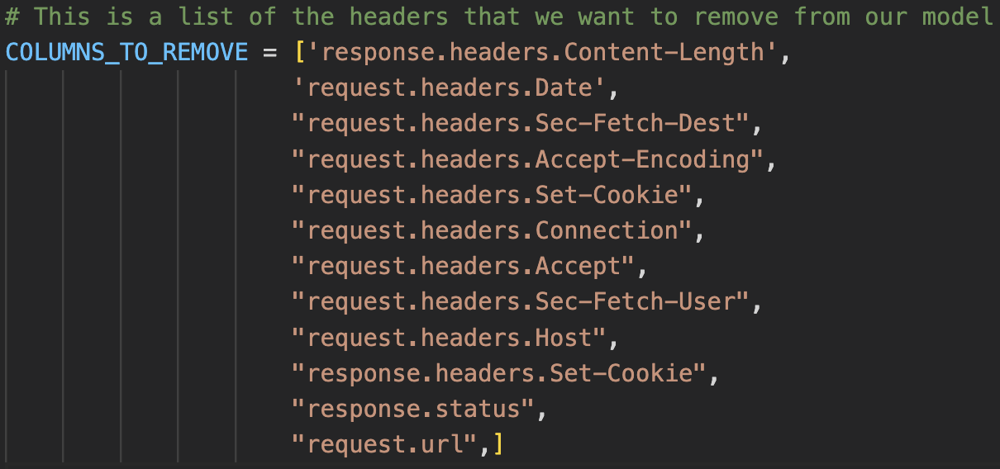 # This is a list of the headers that we want to remove from our model
COLUMNS_TO_REMOVE = ['response.headers.Content-Length',
'request.headers.Date',
"request.headers.Sec-Fetch-Dest",
"request.headers.Accept-Encoding",
"request.headers.Set-Cookie",
"request.headers.Connection",
"request.headers.Accept",
"request.headers.Sec-Fetch-User",
"request.headers.Host",
"response.headers.Set-Cookie",
"response.status",
"request.url",]